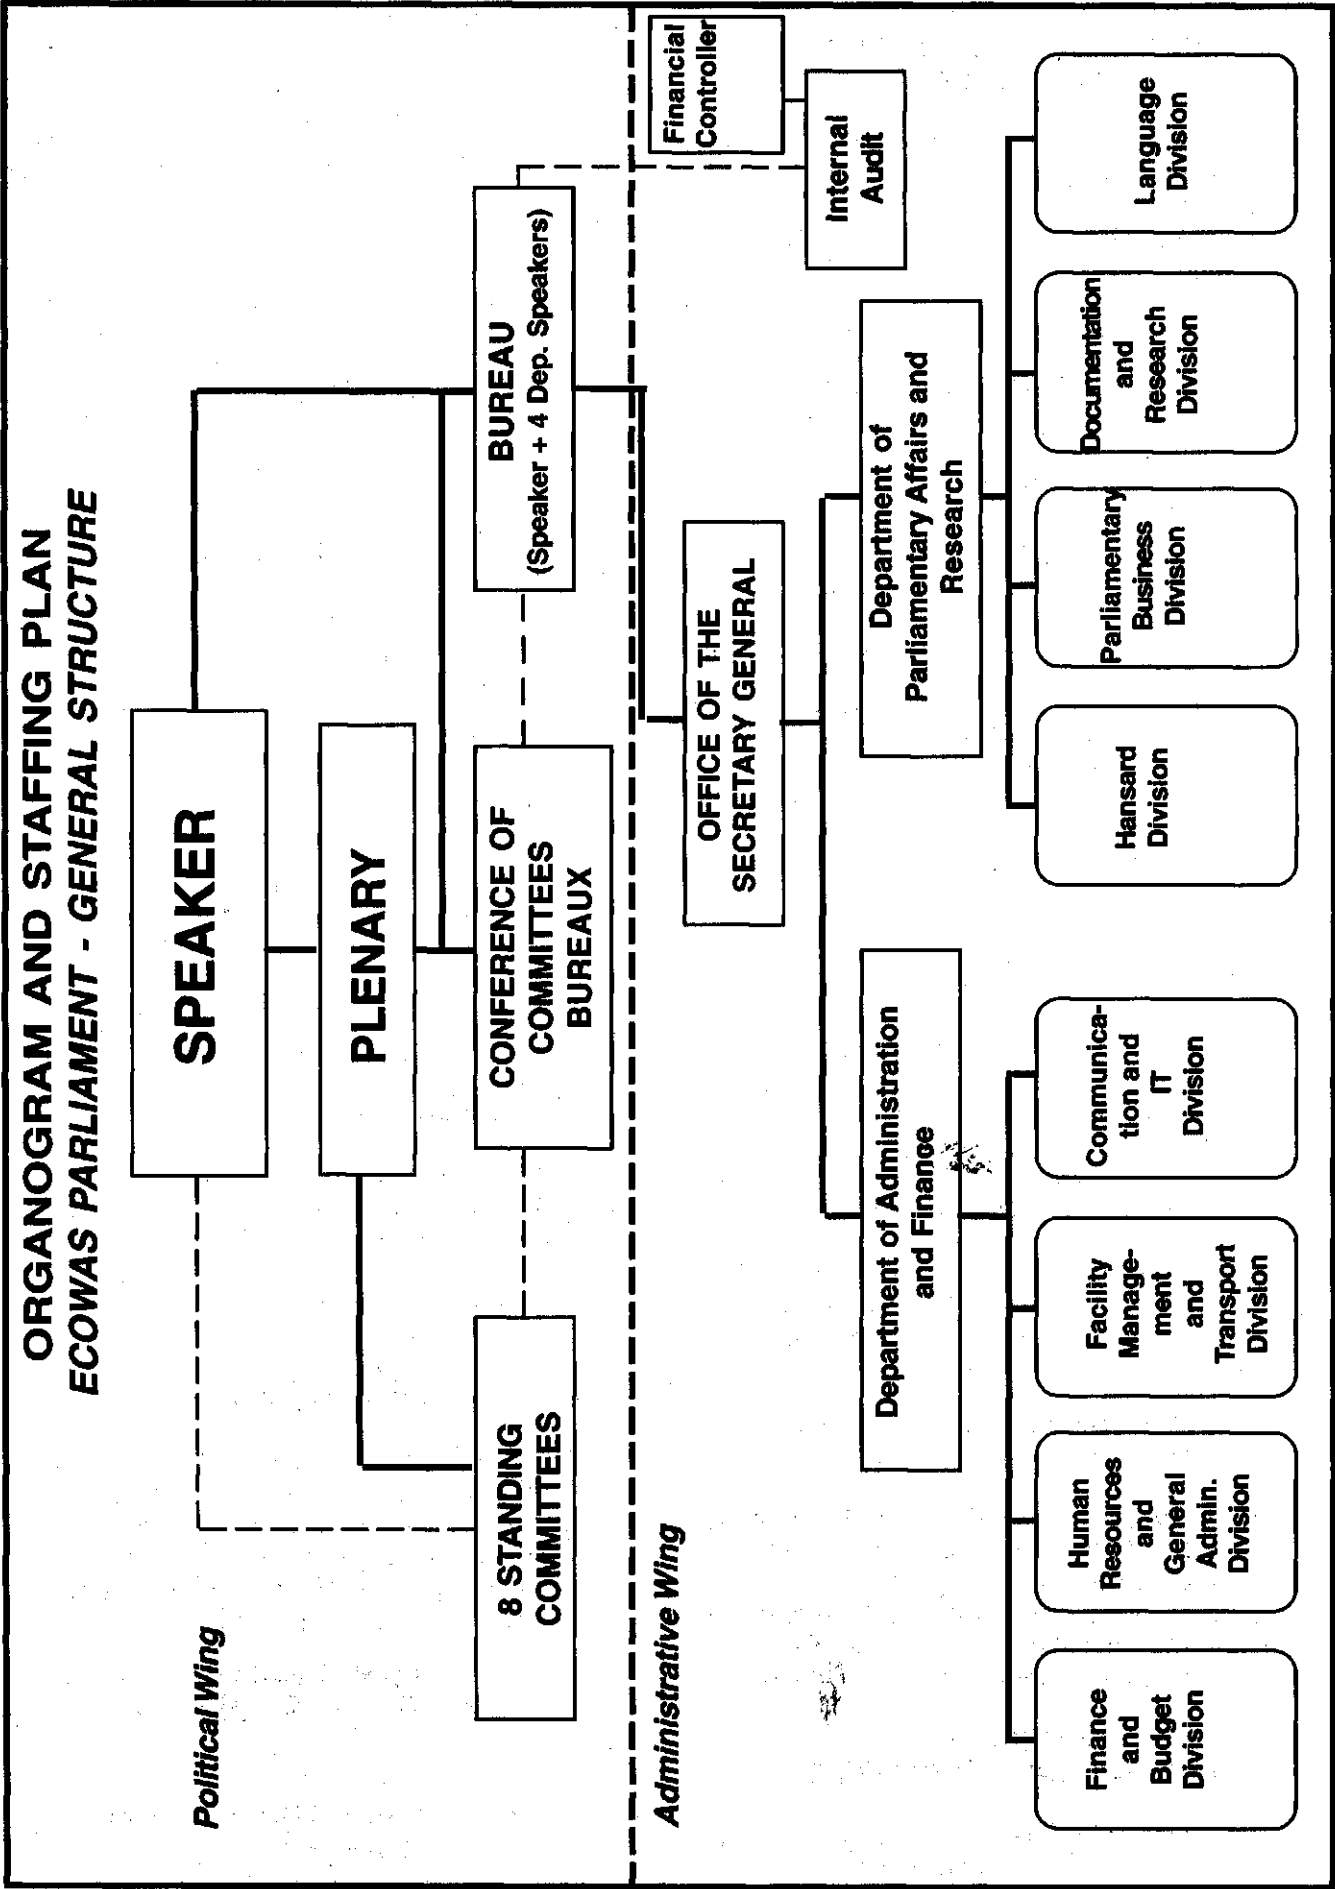 ORGANOGRAM AND STAFFING PLAN
ECOWAS PARLIAMENT - GENERAL STRUCTURE
Political Wing
SPEAKER
PLENARY
8 STANDING
COMMITTEES
CONFERENCE OF
COMMITTEES
BUREAUX
BUREAU
(Speaker + 4 Dep. Speakers)
Administrative Wing
OFFICE OF THE
SECRETARY GENERAL
Financial
Controller
Internal
Audit
Department of Administration
and Finance
Department of
Parliamentary Affairs and
Research
Finance
and
Budget
Division
Human
Resources
and
General
Admin.
Division
Facility
Manage-
ment
and
Transport
Division
Communica-
tion and
IT
Division
Hansard
Division
Parliamentary
Business
Division
Documentation
and
Research
Division
Language
Division